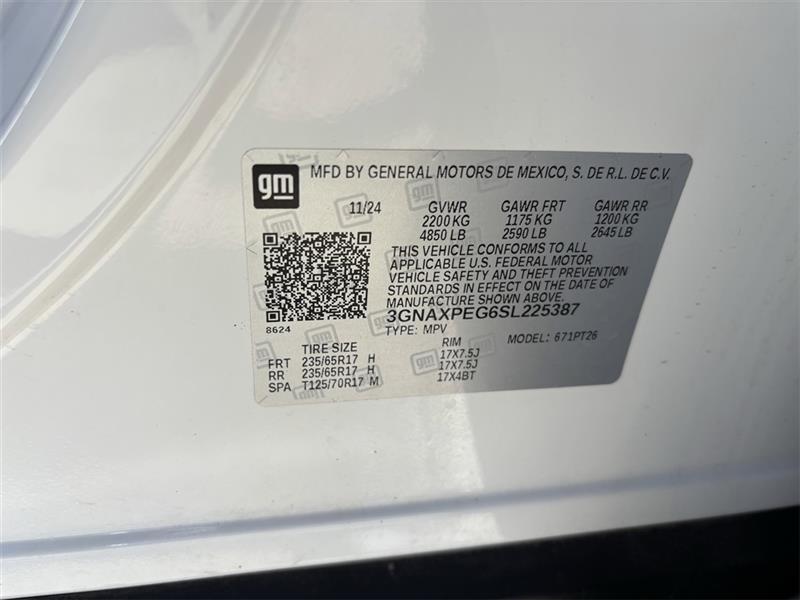 gm MFD BY GENERAL MOTORS DE MEXICO, S. DE R.L. DE C.V.
11/24 GVWR GAWR FRT GAWR RR
2200 KG 1175 KG 1200 KG
4850 LB 2590 LB 2645 LB
THIS VEHICLE CONFORMS TO ALL
APPLICABLE U.S. FEDERAL MOTOR
VEHICLE SAFETY AND THEFT PREVENTION
STANDARDS IN EFFECT ON THE DATE OF
MANUFACTURE SHOWN ABOVE.
3GNAXPEG6SL225387
8624
TYPE: MPV MODEL: 671PT26
TIRE SIZE RIM
FRT 235/65R17 H 17X7.5J
RR 235/65R17 H 17X7.5J
SPA T125/70R17 M 17X4BT